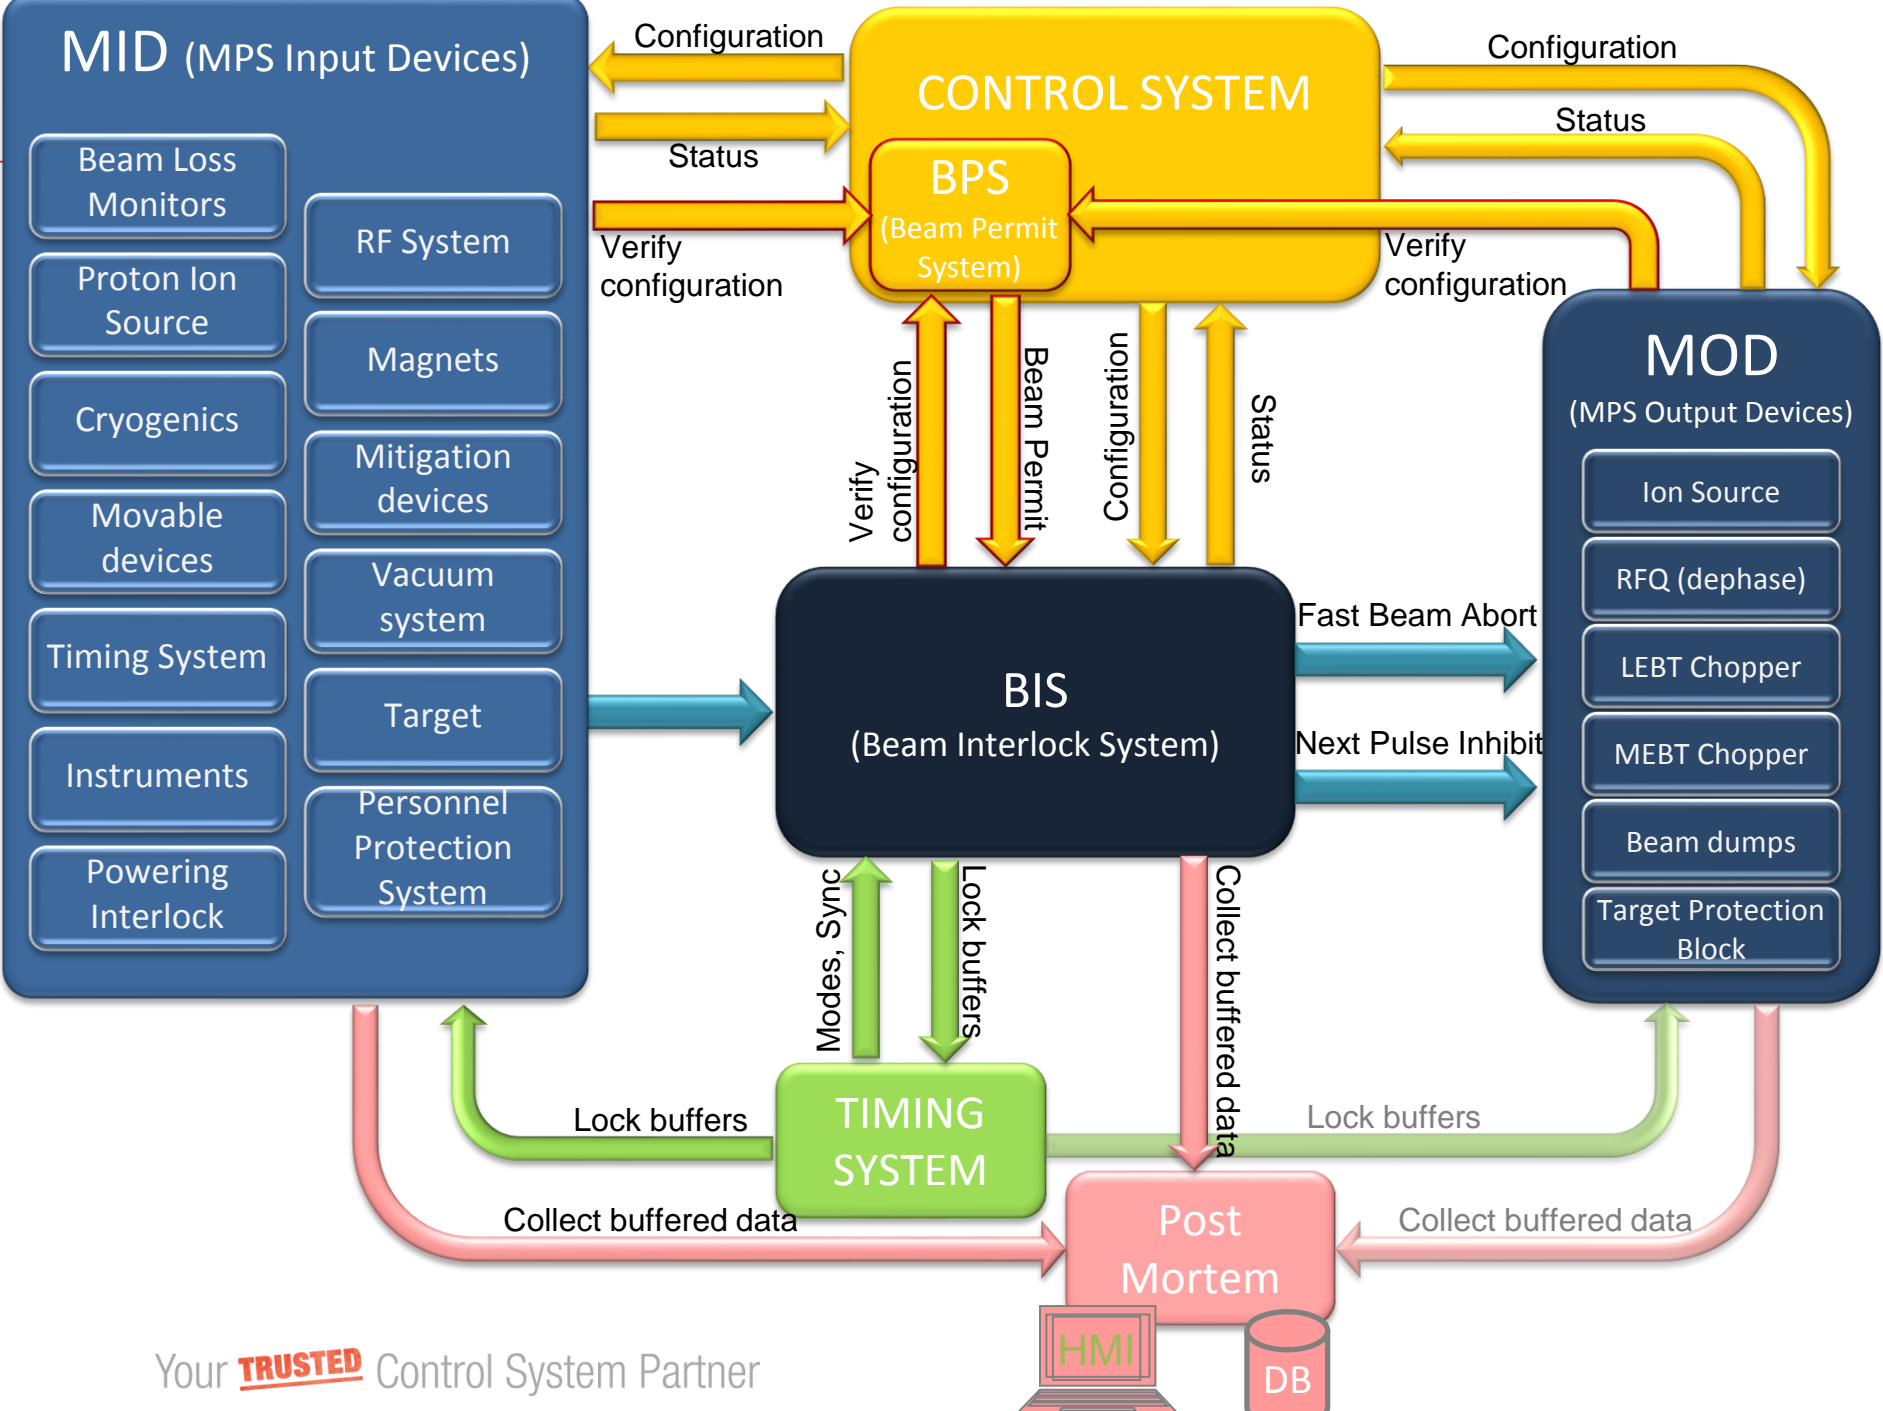 MID (MPS Input Devices)
Beam Loss
Monitors
Proton Ion
Source
Cryogenics
Movable
devices
Timing System
Instruments
Powering
Interlock
RF System
Magnets
Mitigation
devices
Vacuum
system
Target
Personnel
Protection
System
Configuration
Status
Verify
configuration
CONTROL SYSTEM
BPS
(Beam Permit
System)
Configuration
Status
Verify
configuration
Verify
configuration
Beam Permit
Configuration
Status
MOD
(MPS Output Devices)
Ion Source
RFQ (dephase)
LEBT Chopper
MEBT Chopper
Beam dumps
Target Protection
Block
BIS
(Beam Interlock System)
Fast Beam Abort
Next Pulse Inhibit
Modes, Sync
Lock buffers
Collect buffered data
Lock buffers
TIMING
SYSTEM
Lock buffers
Collect buffered data
Post
Mortem
Collect buffered data
HMI
DB
Your TRUSTED Control System Partner